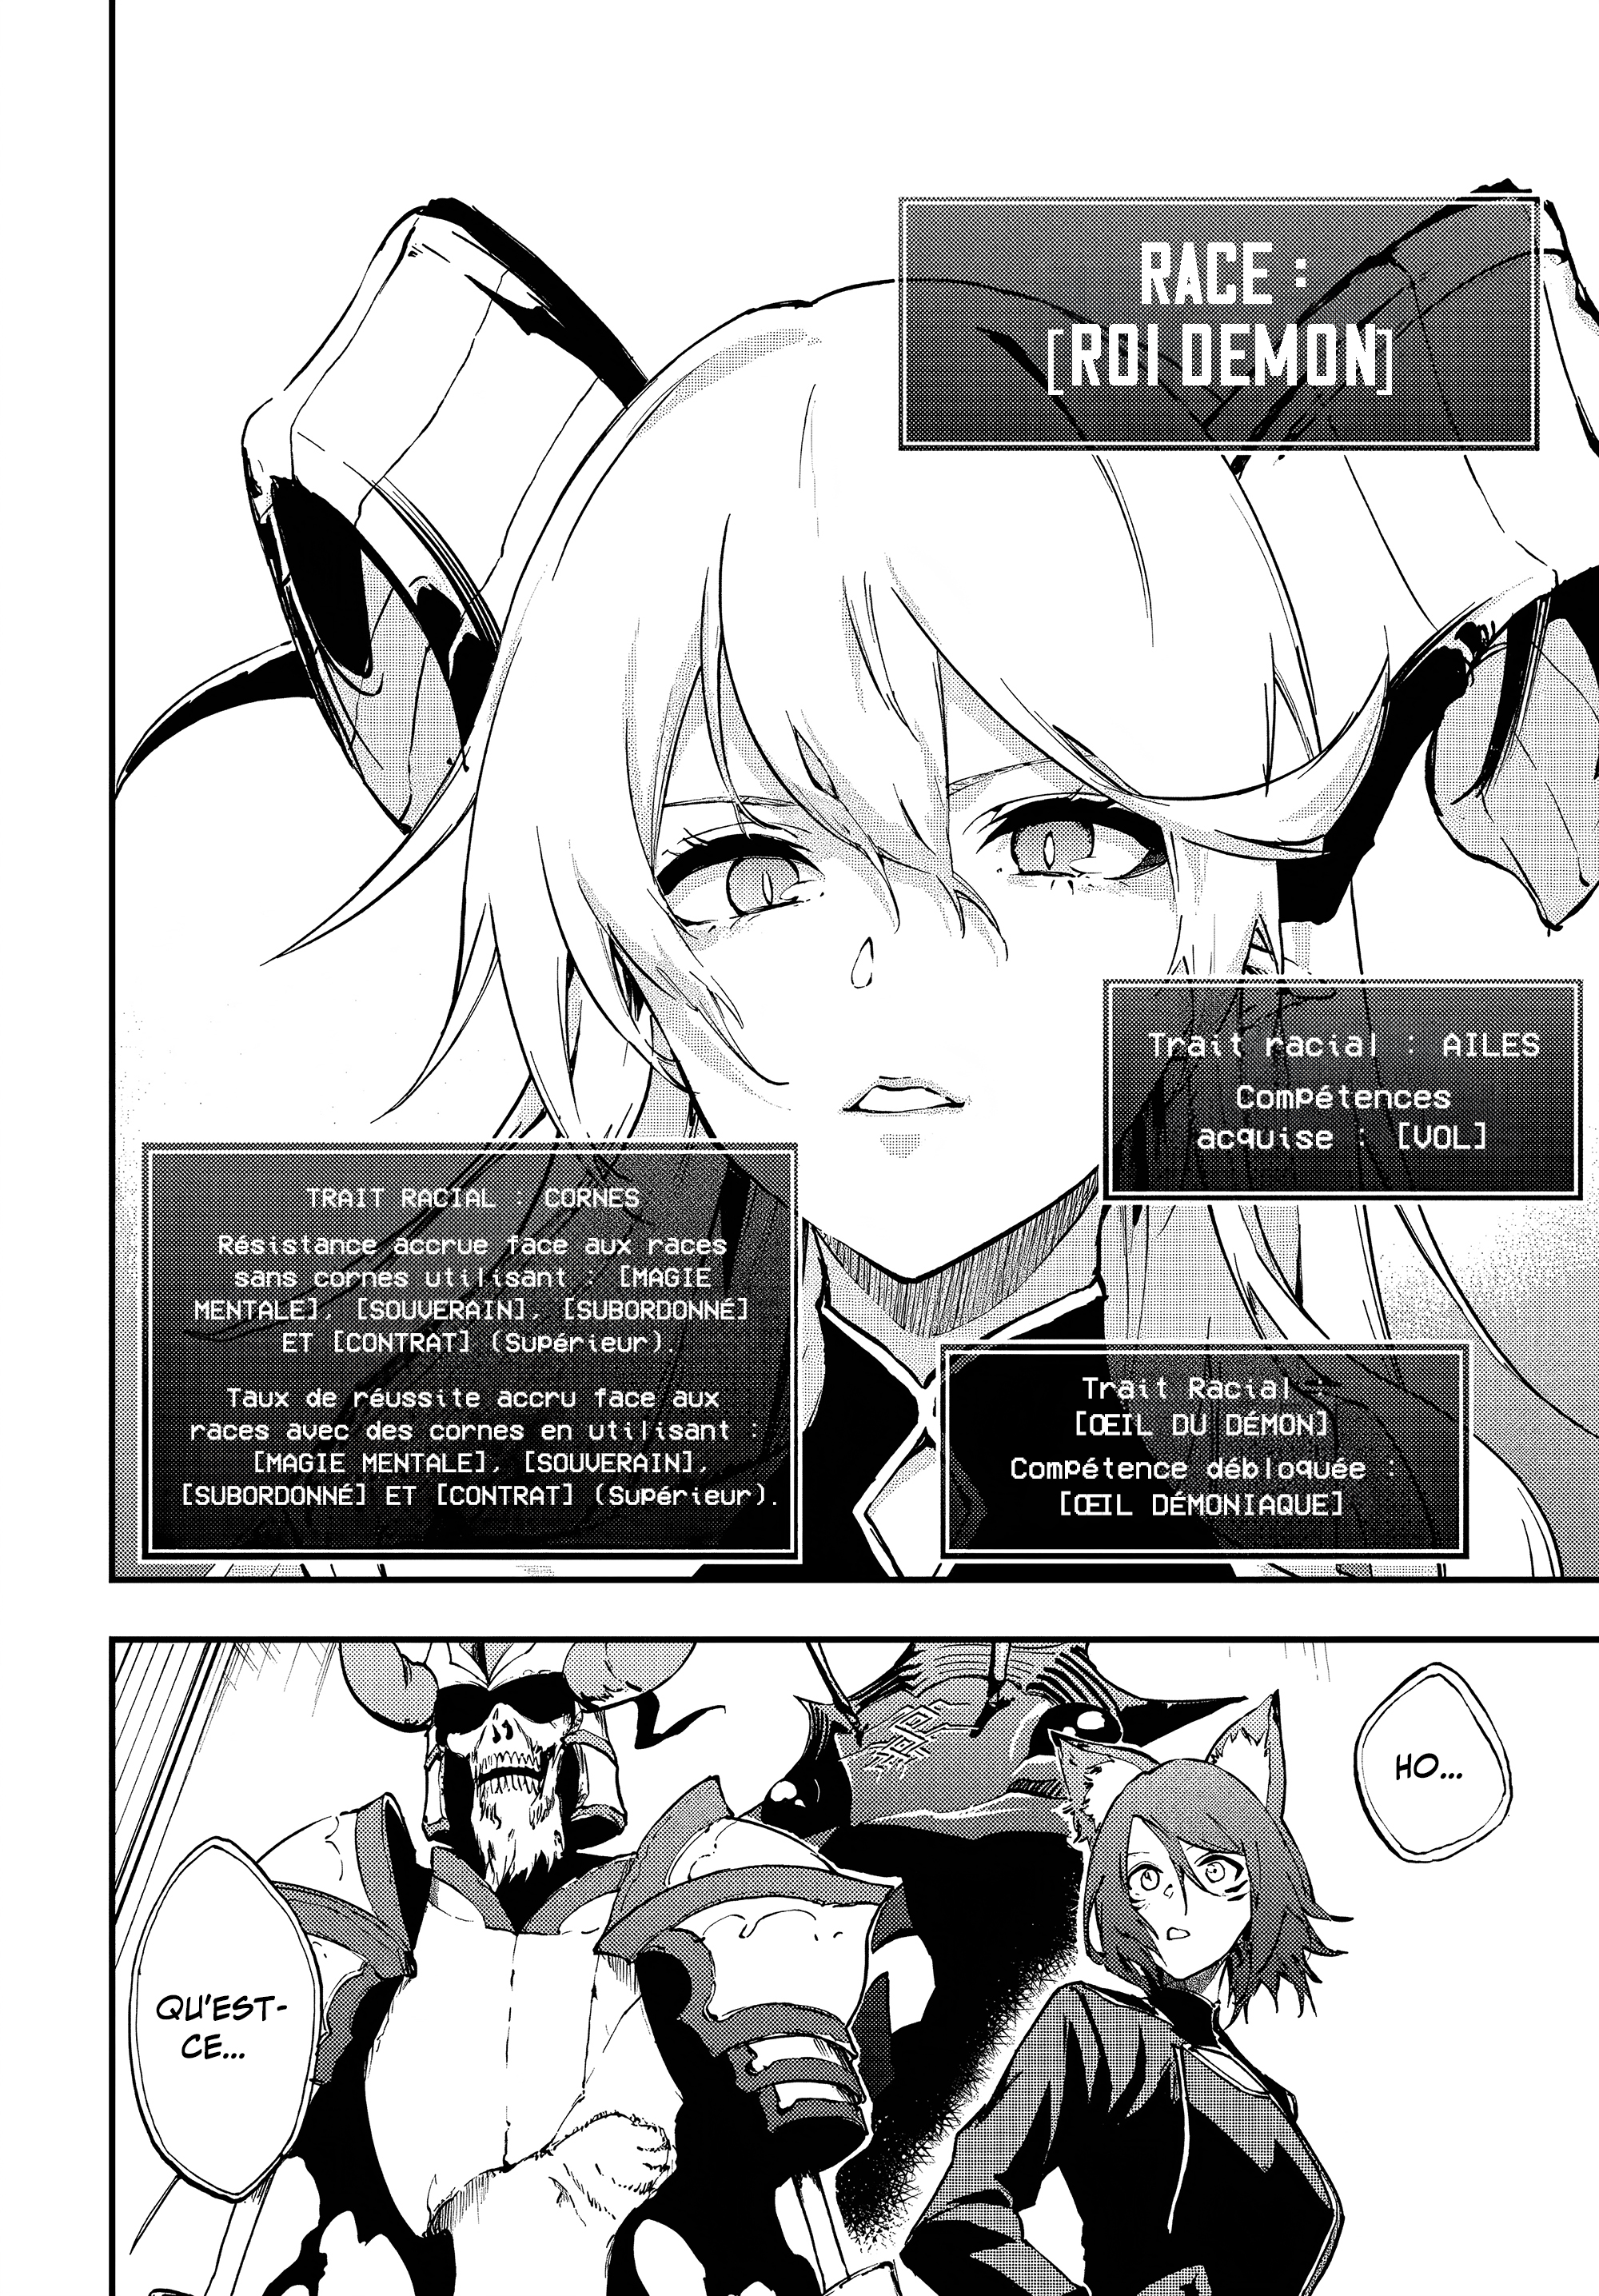 RACE :
[ROI DEMON]
Trait racial : AILES
Compétences
acquise : [VOL]
TRAIT RACIAL : CORNES
Résistance accrue face aux races
sans cornes utilisant : [MAGIE
MENTALE], [SOUVERAIN], [SUBORDONNÉ]
ET [CONTRAT] (Supérieur).
Taux de réussite accru face aux
races avec des cornes en utilisant :
[MAGIE MENTALE], [SOUVERAIN],
[SUBORDONNÉ] ET [CONTRAT] (Supérieur).
Trait Racial :
[ŒIL DU DÉMON]
Compétence débloquée :
[ŒIL DÉMONIAQUE]
HO...
QU'EST-
CE...